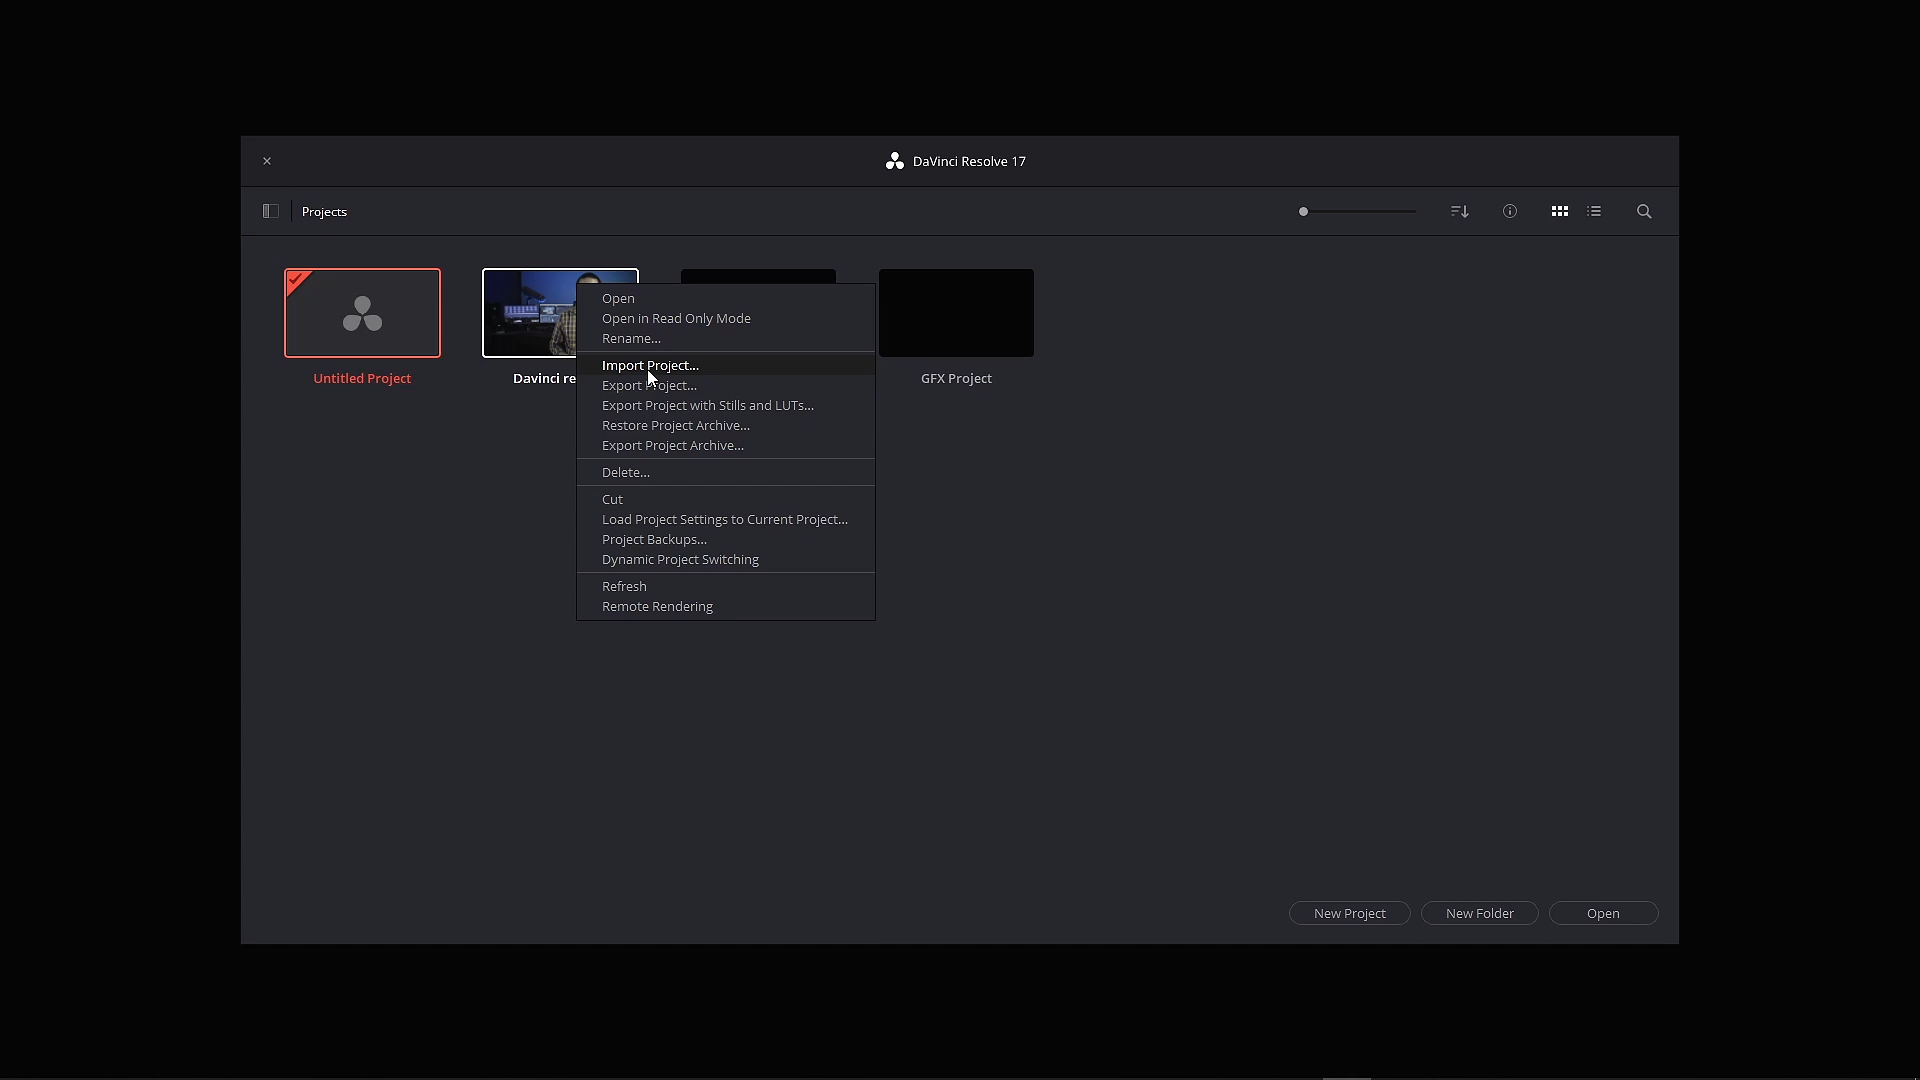 DaVinci Resolve 17
Projects
Open
Open in Read Only Mode
Rename...
Import Project...
Export Project...
Export Project with Stills and LUTs...
Restore Project Archive...
Export Project Archive...
Delete...
Cut
Load Project Settings to Current Project...
Project Backups...
Dynamic Project Switching
Refresh
Remote Rendering
Untitled Project
Davinci re
GFX Project
New Project
New Folder
Open